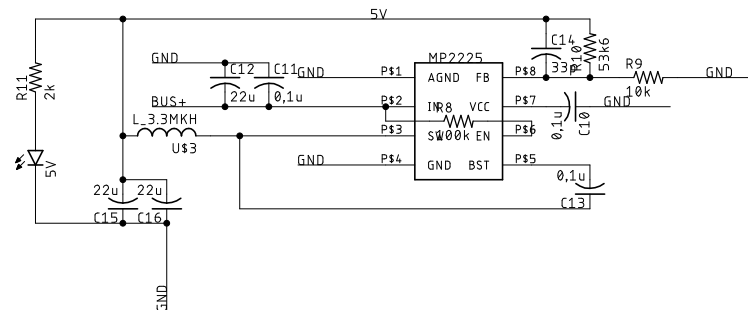 5V
GND
MP2225
C14
33p
R10
53k6
R11
2k
C12
22u
C11
0,1u
GND
P$1
AGND
FB
P$8
R9
10k
GND
BUS+
P$2
IN
VCC
P$7
0,1u
C10
GND
R8
100k
L_3.3MKH
U$3
P$3
SW
EN
P$6
5V
GND
P$4
GND
BST
P$5
22u
22u
C15
C16
0,1u
C13
GND